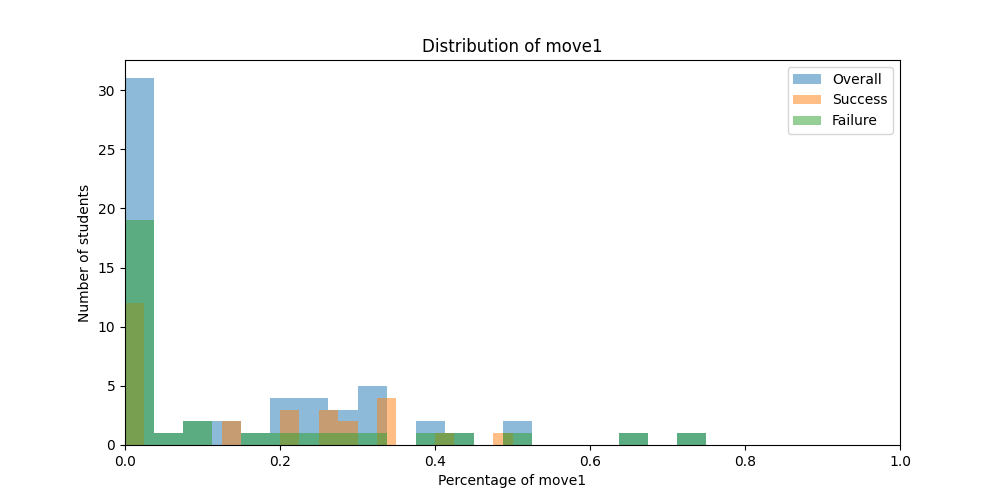 Distribution of move1
Overall
Success
Failure
Number of students
30
25
20
15
10
5
0
0.0 0.2 0.4 0.6 0.8 1.0
Percentage of move1